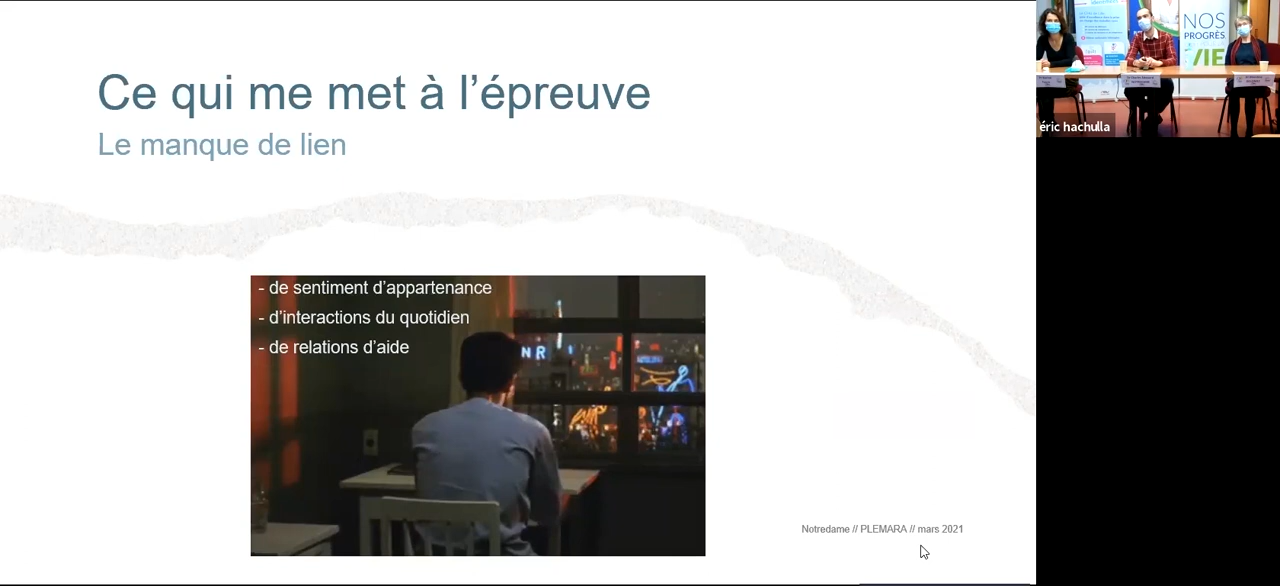 Ce qui me met à l'épreuve
Le manque de lien
- de sentiment d'appartenance
- d'interactions du quotidien
- de relations d'aide
NR
Notredame // PLEMARA // mars 2021
NOS
PROGRÈS
VIE
éric hachulla